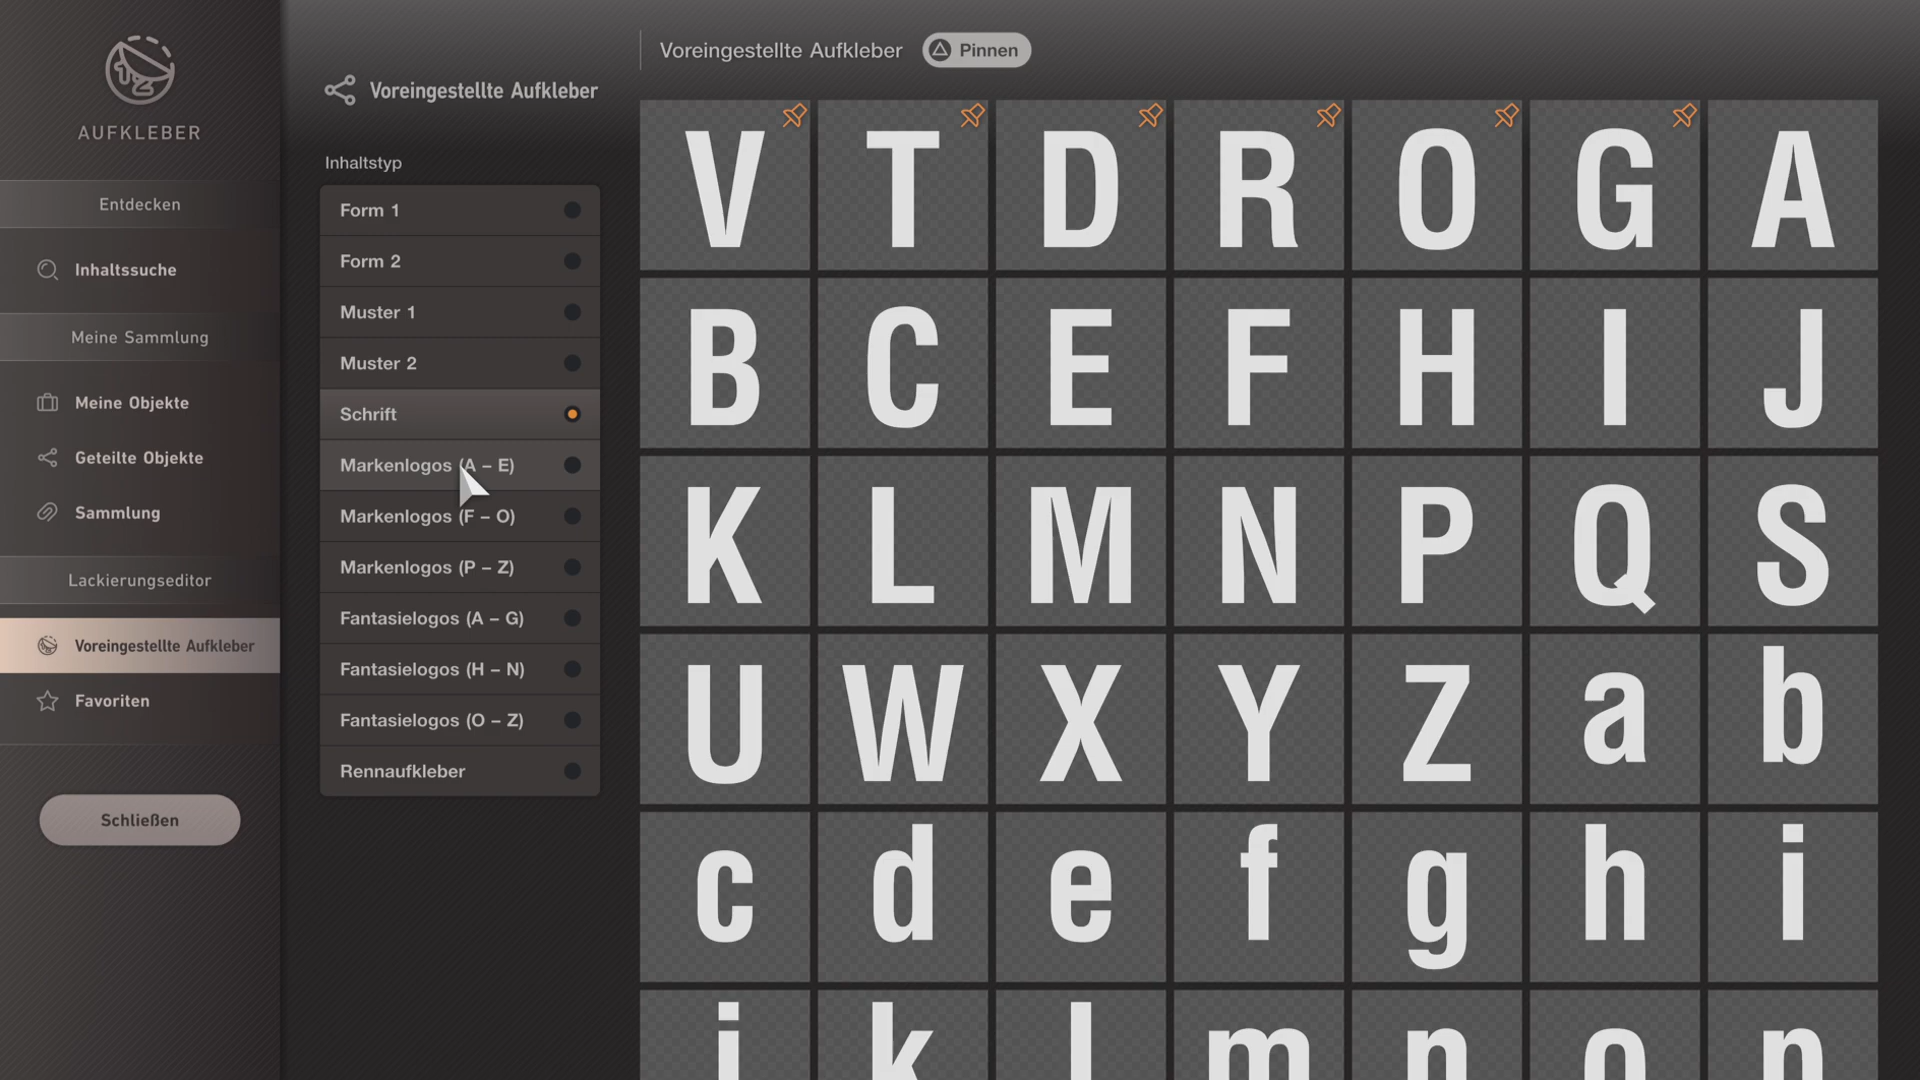 AUFKLEBER
Entdecken
Inhaltssuche
Meine Sammlung
Meine Objekte
Geteilte Objekte
Sammlung
Lackierungseditor
Voreingestellte Aufkleber
Favoriten
Schließen
Voreingestellte Aufkleber
Inhaltstyp
Form 1
Form 2
Muster 1
Muster 2
Schrift
Markenlogos (A – E)
Markenlogos (F – O)
Markenlogos (P – Z)
Fantasielogos (A – G)
Fantasielogos (H – N)
Fantasielogos (O – Z)
Rennaufkleber
Voreingestellte Aufkleber Pinnen
V T D R O G A
B C E F H I J
K L M N P Q S
U W X Y Z a b
c d e f g h i
j k l m n o p